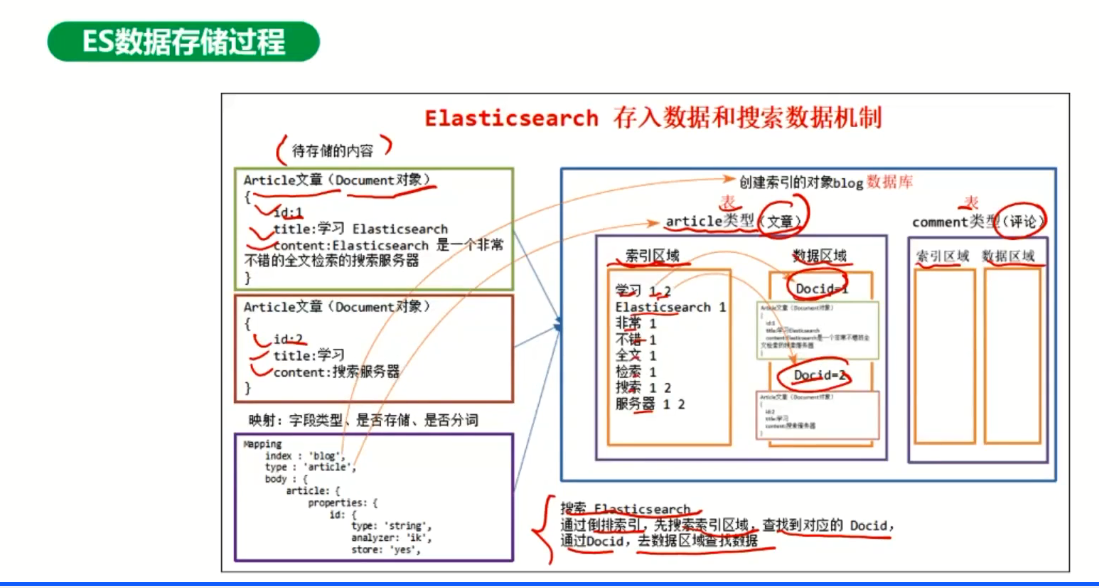 ES数据存储过程
Elasticsearch 存入数据和搜索数据机制
(待存储的内容)
Article文章（Document对象）
{
id:1
title:学习 Elasticsearch
content:Elasticsearch 是一个非常
不错的全文检索的搜索服务器
}
Article文章（Document对象）
{
id:2
title:学习
content:搜索服务器
}
映射：字段类型、是否存储、是否分词
Mapping
index : 'blog',
type : 'article',
body : {
article: {
properties: {
id: {
type: 'string',
analyzer: 'ik',
store: 'yes',
创建索引的对象blog 数据库
表
article类型（文章）
索引区域
学习 1 2
Elasticsearch 1
非常 1
不错 1
全文 1
检索 1
搜索 1 2
服务器 1 2
数据区域
Docid=1
Article文章（Document对象）
{
id:1
title:学习Elasticsearch
content:Elasticsearch是一个非常不错的全
文检索的搜索服务器
}
Docid=2
Article文章（Document对象）
{
id:2
title:学习
content:搜索服务器
}
表
comment类型(评论)
索引区域 数据区域
搜索 Elasticsearch
通过倒排索引，先搜索索引区域，查找到对应的 Docid，
通过Docid，去数据区域查找数据